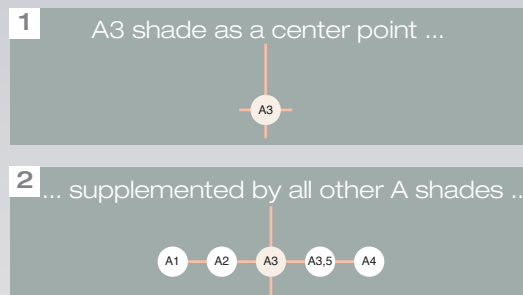 1
A3 shade as a center point ...
A3
2
... supplemented by all other A shades ..
A1 A2 A3 A3,5 A4